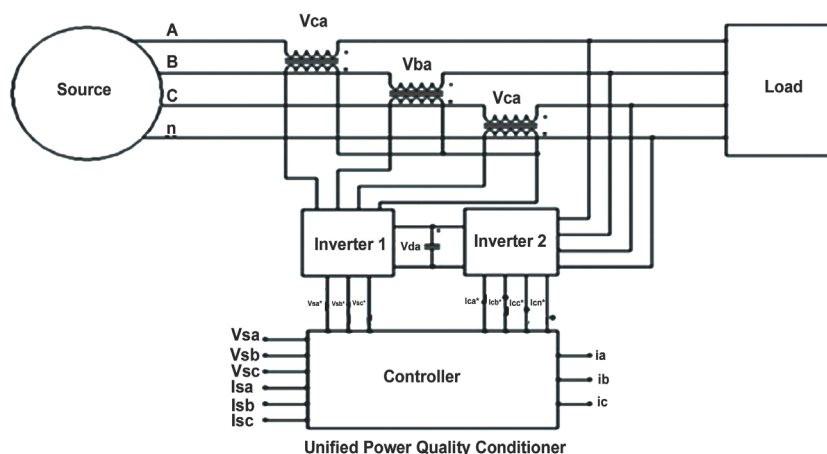 Vca
A
Vba
B
Source
Vca
C
Load
n
Inverter 1
Vda
Inverter 2
Vsa*
Vsb*
Vsc*
Ica*
Icb*
Icc*
Icn*
Vsa
Vsb
Vsc
Isa
Isb
Isc
Controller
ia
ib
ic
Unified Power Quality Conditioner